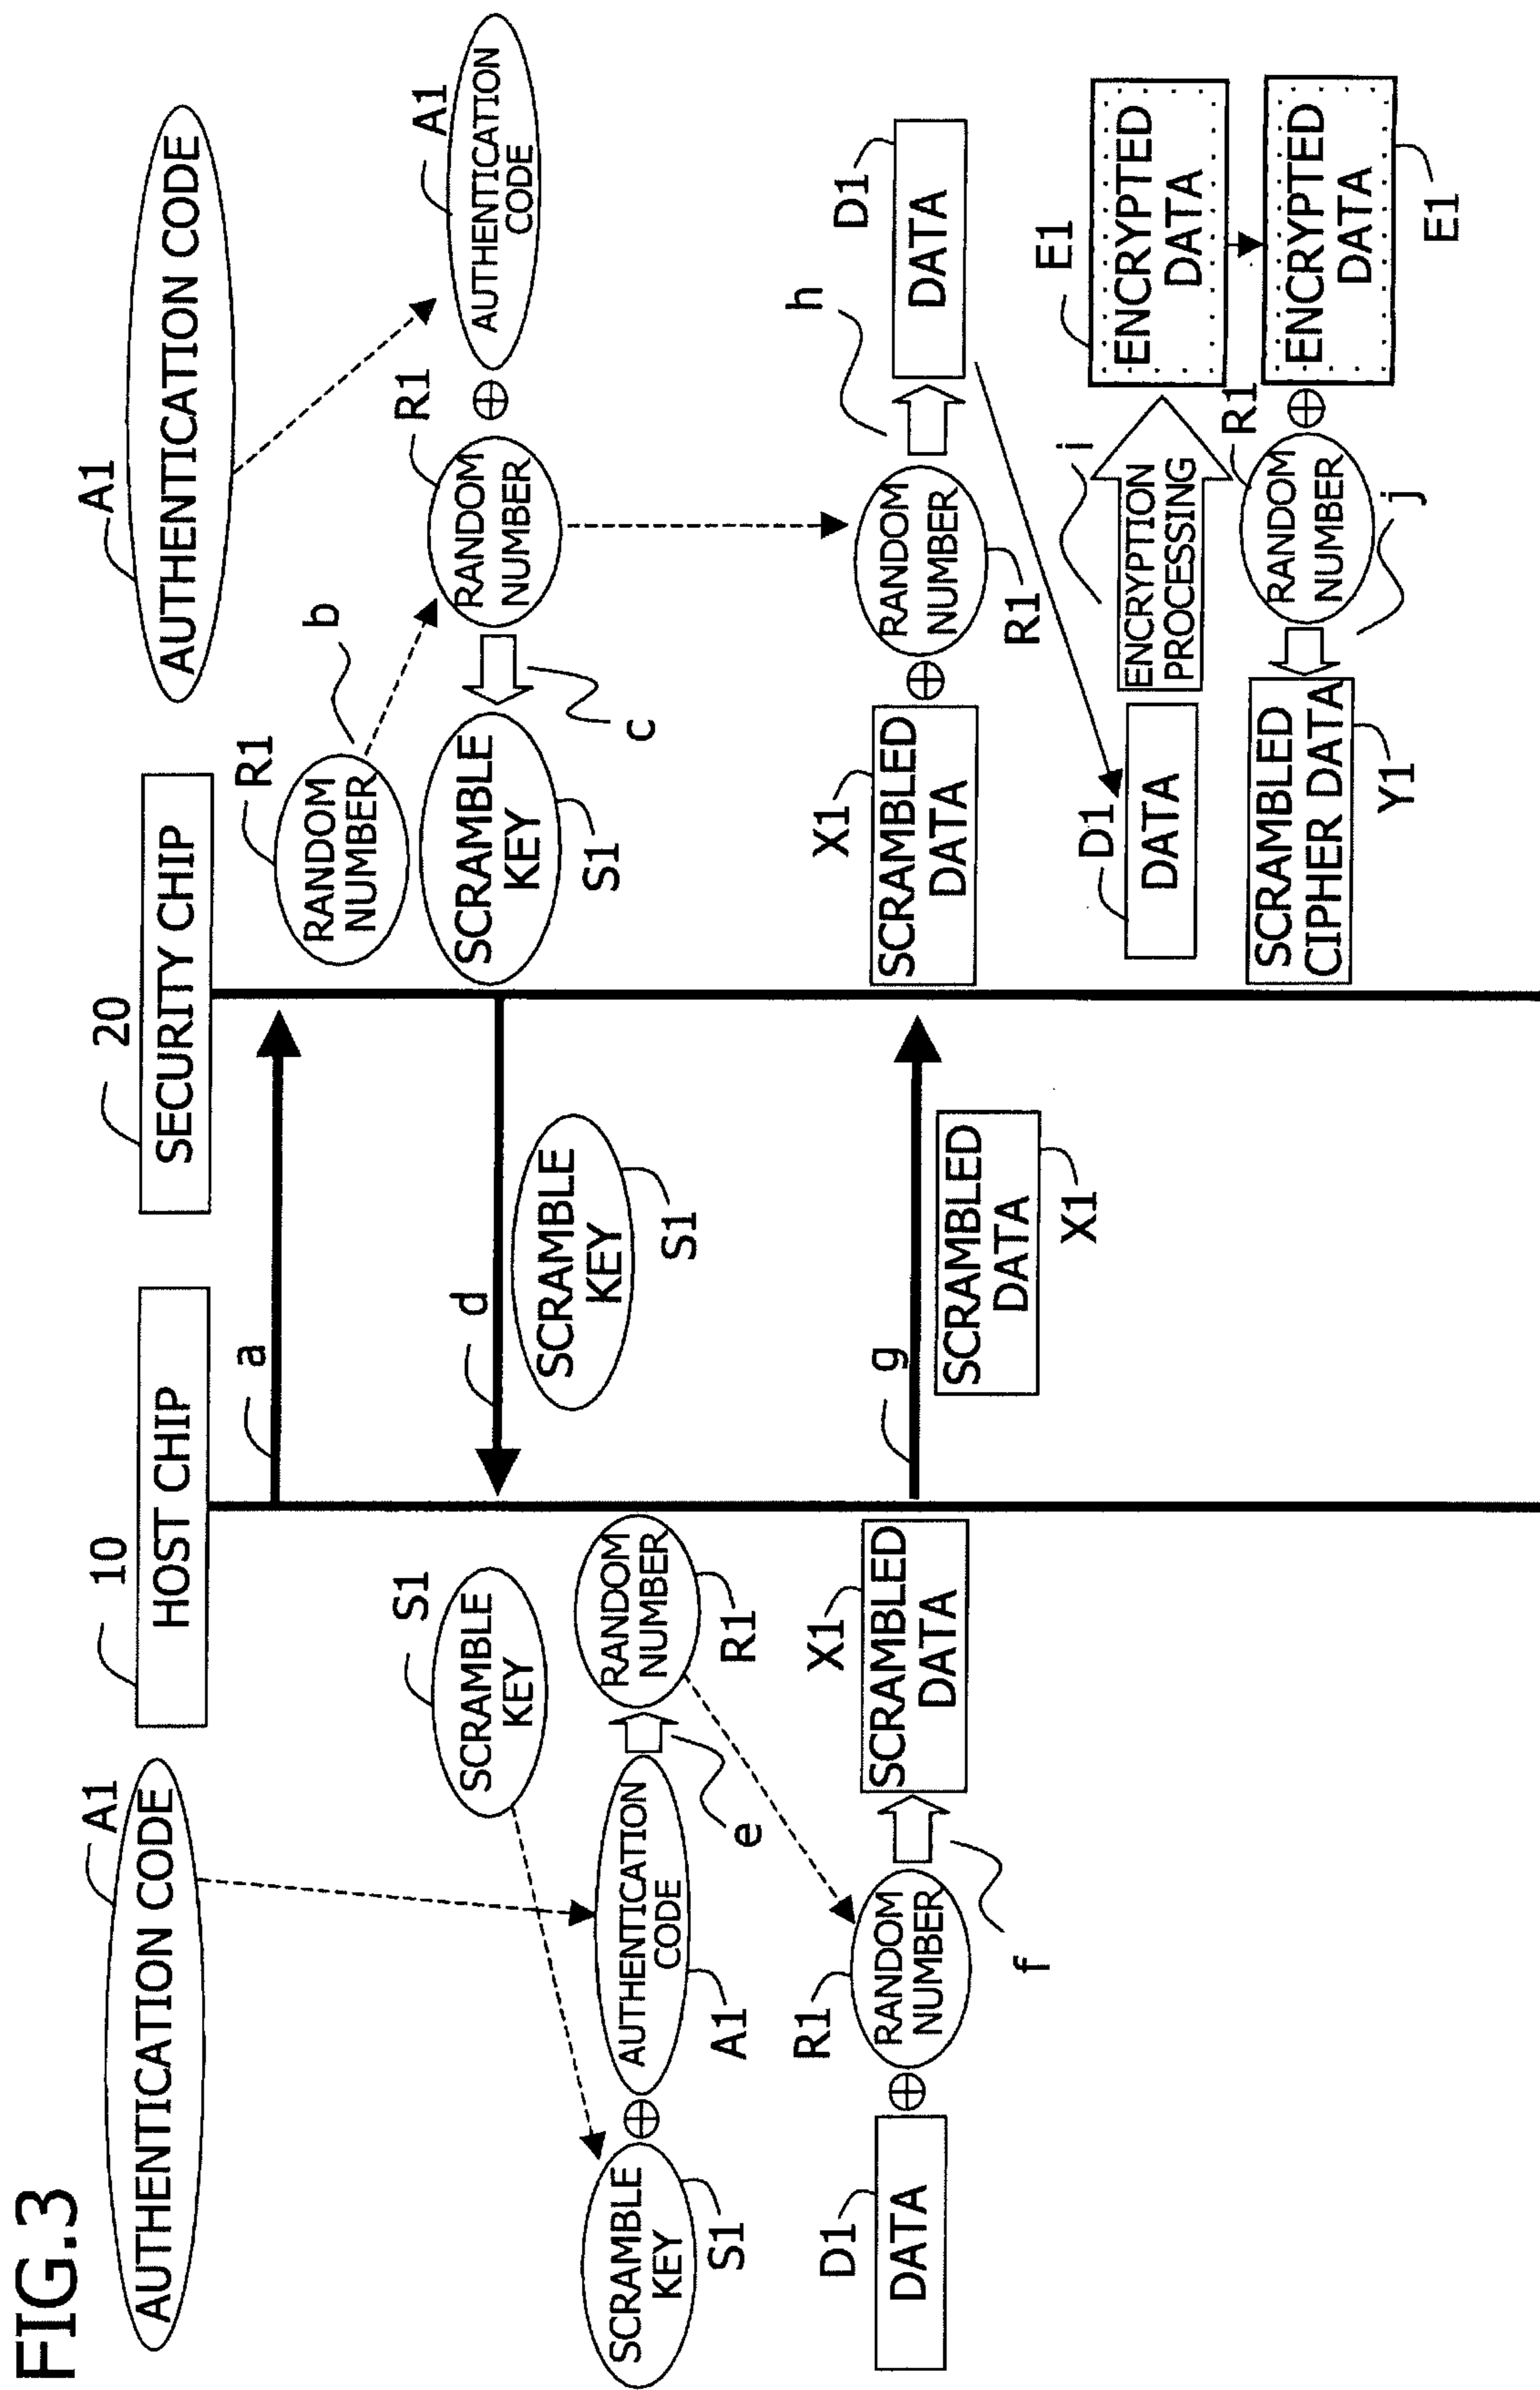 FIG.3
A1
AUTHENTICATION CODE
10
HOST CHIP
20
SECURITY CHIP
A1
AUTHENTICATION CODE
a
R1
RANDOM
NUMBER
b
S1
SCRAMBLE
KEY
d
SCRAMBLE
KEY
S1
SCRAMBLE
KEY
S1
c
R1
RANDOM
NUMBER
A1
AUTHENTICATION
CODE
SCRAMBLE
KEY
S1
AUTHENTICATION
CODE
A1
e
RANDOM
NUMBER
R1
D1
DATA
R1
RANDOM
NUMBER
f
X1
SCRAMBLED
DATA
g
SCRAMBLED
DATA
X1
X1
SCRAMBLED
DATA
RANDOM
NUMBER
R1
h
D1
DATA
D1
DATA
i
ENCRYPTION
PROCESSING
E1
ENCRYPTED
DATA
SCRAMBLED
CIPHER DATA
Y1
j
R1
RANDOM
NUMBER
ENCRYPTED
DATA
E1